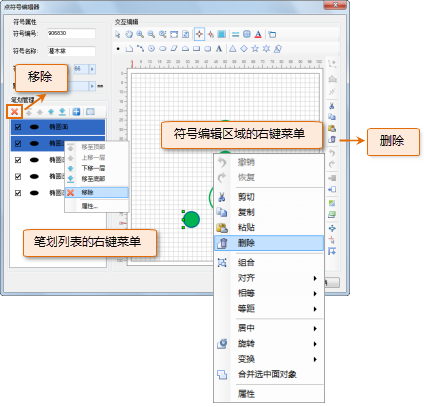 点符号编辑器
符号属性
符号编号:
906830
符号名称:
灌木林
86
移除
笔划管理
椭圆面
椭圆
椭圆
椭圆
椭圆
移至顶部
上移一层
下移一层
移至底部
移除
属性...
笔划列表的右键菜单
交互编辑
符号编辑区域的右键菜单
删除
撤销
恢复
剪切
复制
粘贴
删除
组合
对齐
相等
等距
居中
旋转
变换
合并选中面对象
属性